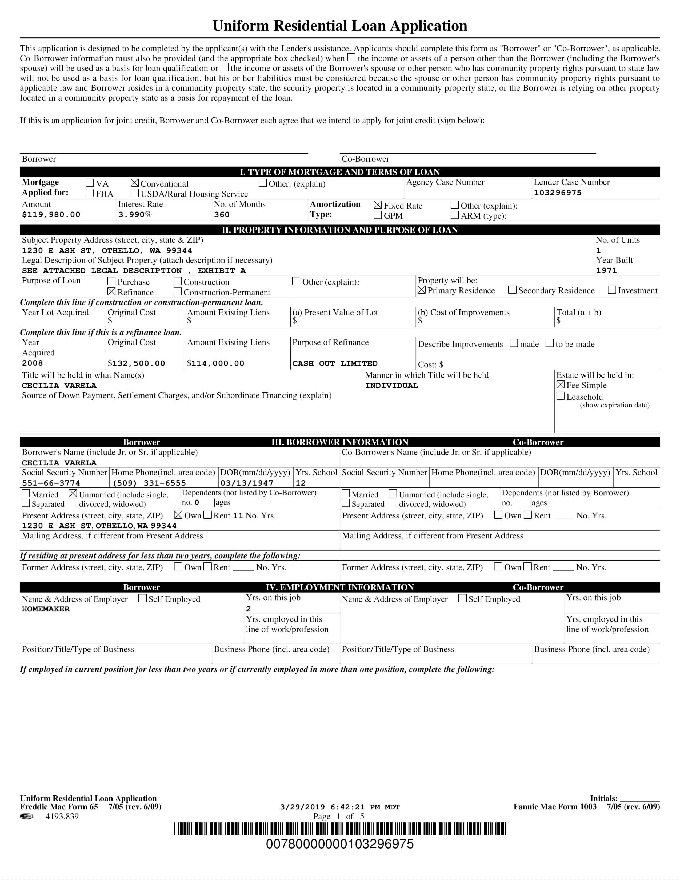 Uniform Residential Loan Application
This application is designed to be completed by the applicant(s) with the Lender's assistance. Applicants should complete this form as "Borrower" or "Co-Borrower", as applicable.
Co-Borrower information must also be provided (and the appropriate box checked) when ☐ the income or assets of a person other than the Borrower (including the Borrower's
spouse) will be used as a basis for loan qualification or ☐ the income or assets of the Borrower's spouse or other person who has community property rights pursuant to state law
will not be used as a basis for loan qualification, but his or her liabilities must be considered because the spouse or other person has community property rights pursuant to
applicable law and Borrower resides in a community property state, the security property is located in a community property state, or the Borrower is relying on other property
located in a community property state as a basis for repayment of the loan.
If this is an application for joint credit, Borrower and Co-Borrower each agree that we intend to apply for joint credit (sign below):
Borrower Co-Borrower
I. TYPE OF MORTGAGE AND TERMS OF LOAN
Mortgage ☐ VA ☒ Conventional ☐ Other: (explain) Agency Case Number Lender Case Number
Applied for: ☐ FHA ☐ USDA/Rural Housing Service 103296975
Amount Interest Rate No. of Months Amortization ☒ Fixed Rate ☐ Other (explain):
$119,980.00 3.990% 360 Type: ☐ GPM ☐ ARM (type):
II. PROPERTY INFORMATION AND PURPOSE OF LOAN
Subject Property Address (street, city, state & ZIP) No. of Units
1230 E ASH ST, OTHELLO, WA 99344 1
Legal Description of Subject Property (attach description if necessary) Year Built
SEE ATTACHED LEGAL DESCRIPTION , EXHIBIT A 1971
Purpose of Loan ☐ Purchase ☐ Construction ☐ Other (explain): Property will be:
☒ Refinance ☐ Construction-Permanent ☒ Primary Residence ☐ Secondary Residence ☐ Investment
Complete this line if construction or construction-permanent loan.
Year Lot Acquired Original Cost Amount Existing Liens (a) Present Value of Lot (b) Cost of Improvements Total (a + b)
$ $ $ $ $
Complete this line if this is a refinance loan.
Year Original Cost Amount Existing Liens Purpose of Refinance Describe Improvements ☐ made ☐ to be made
Acquired
2008 $132,500.00 $114,000.00 CASH OUT LIMITED Cost: $
Title will be held in what Name(s) Manner in which Title will be held Estate will be held in:
CECILIA VARELA INDIVIDUAL ☒ Fee Simple
Source of Down Payment, Settlement Charges, and/or Subordinate Financing (explain) ☐ Leasehold
(show expiration date)
Borrower III. BORROWER INFORMATION Co-Borrower
Borrower's Name (include Jr. or Sr. if applicable) Co-Borrower's Name (include Jr. or Sr. if applicable)
CECILIA VARELA
Social Security Number Home Phone(incl. area code) DOB(mm/dd/yyyy) Yrs. School Social Security Number Home Phone(incl. area code) DOB(mm/dd/yyyy) Yrs. School
551-66-3774 (509) 331-6555 03/13/1947 12
☐ Married ☒ Unmarried (include single, Dependents (not listed by Co-Borrower) ☐ Married ☐ Unmarried (include single, Dependents (not listed by Borrower)
☐ Separated divorced, widowed) no. 0 ages ☐ Separated divorced, widowed) no. ages
Present Address (street, city, state, ZIP) ☒ Own ☐ Rent 11 No. Yrs. Present Address (street, city, state, ZIP) ☐ Own ☐ Rent ____ No. Yrs.
1230 E ASH ST,OTHELLO,WA 99344
Mailing Address, if different from Present Address Mailing Address, if different from Present Address
If residing at present address for less than two years, complete the following:
Former Address (street, city, state, ZIP) ☐ Own ☐ Rent ____ No. Yrs. Former Address (street, city, state, ZIP) ☐ Own ☐ Rent ____ No. Yrs.
Borrower IV. EMPLOYMENT INFORMATION Co-Borrower
Name & Address of Employer ☐ Self Employed Yrs. on this job Name & Address of Employer ☐ Self Employed Yrs. on this job
HOMEMAKER 2
Yrs. employed in this Yrs. employed in this
line of work/profession line of work/profession
Position/Title/Type of Business Business Phone (incl. area code) Position/Title/Type of Business Business Phone (incl. area code)
If employed in current position for less than two years or if currently employed in more than one position, complete the following:
Uniform Residential Loan Application Initials: ________
Freddie Mac Form 65 7/05 (rev. 6/09) 3/29/2019 6:42:21 PM MDT Fannie Mae Form 1003 7/05 (rev. 6/09)
4193.839 Page 1 of 5
00780000000103296975